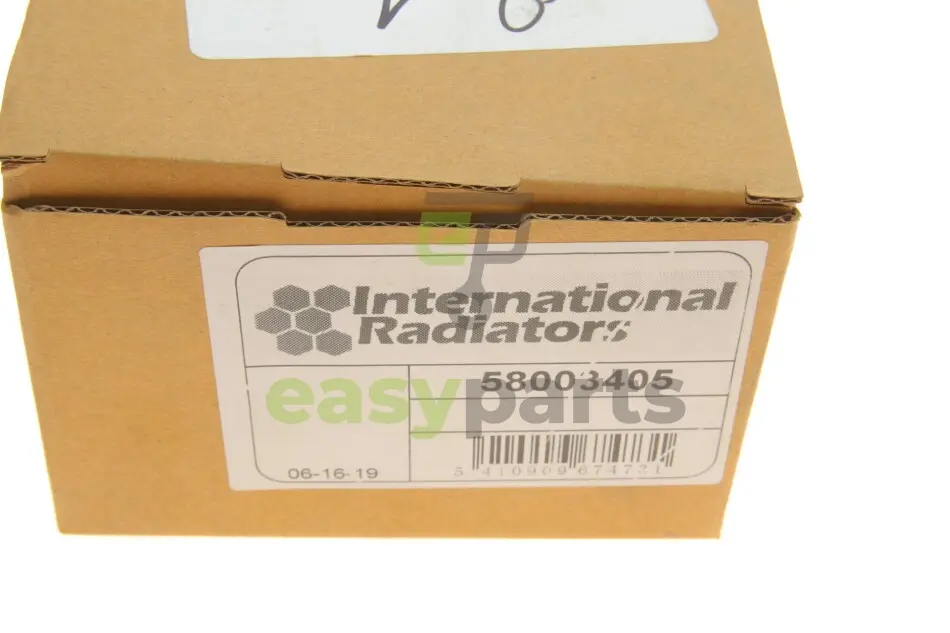 International
Radiators
58003405
easyparts
06-16-19
5 410909 674731